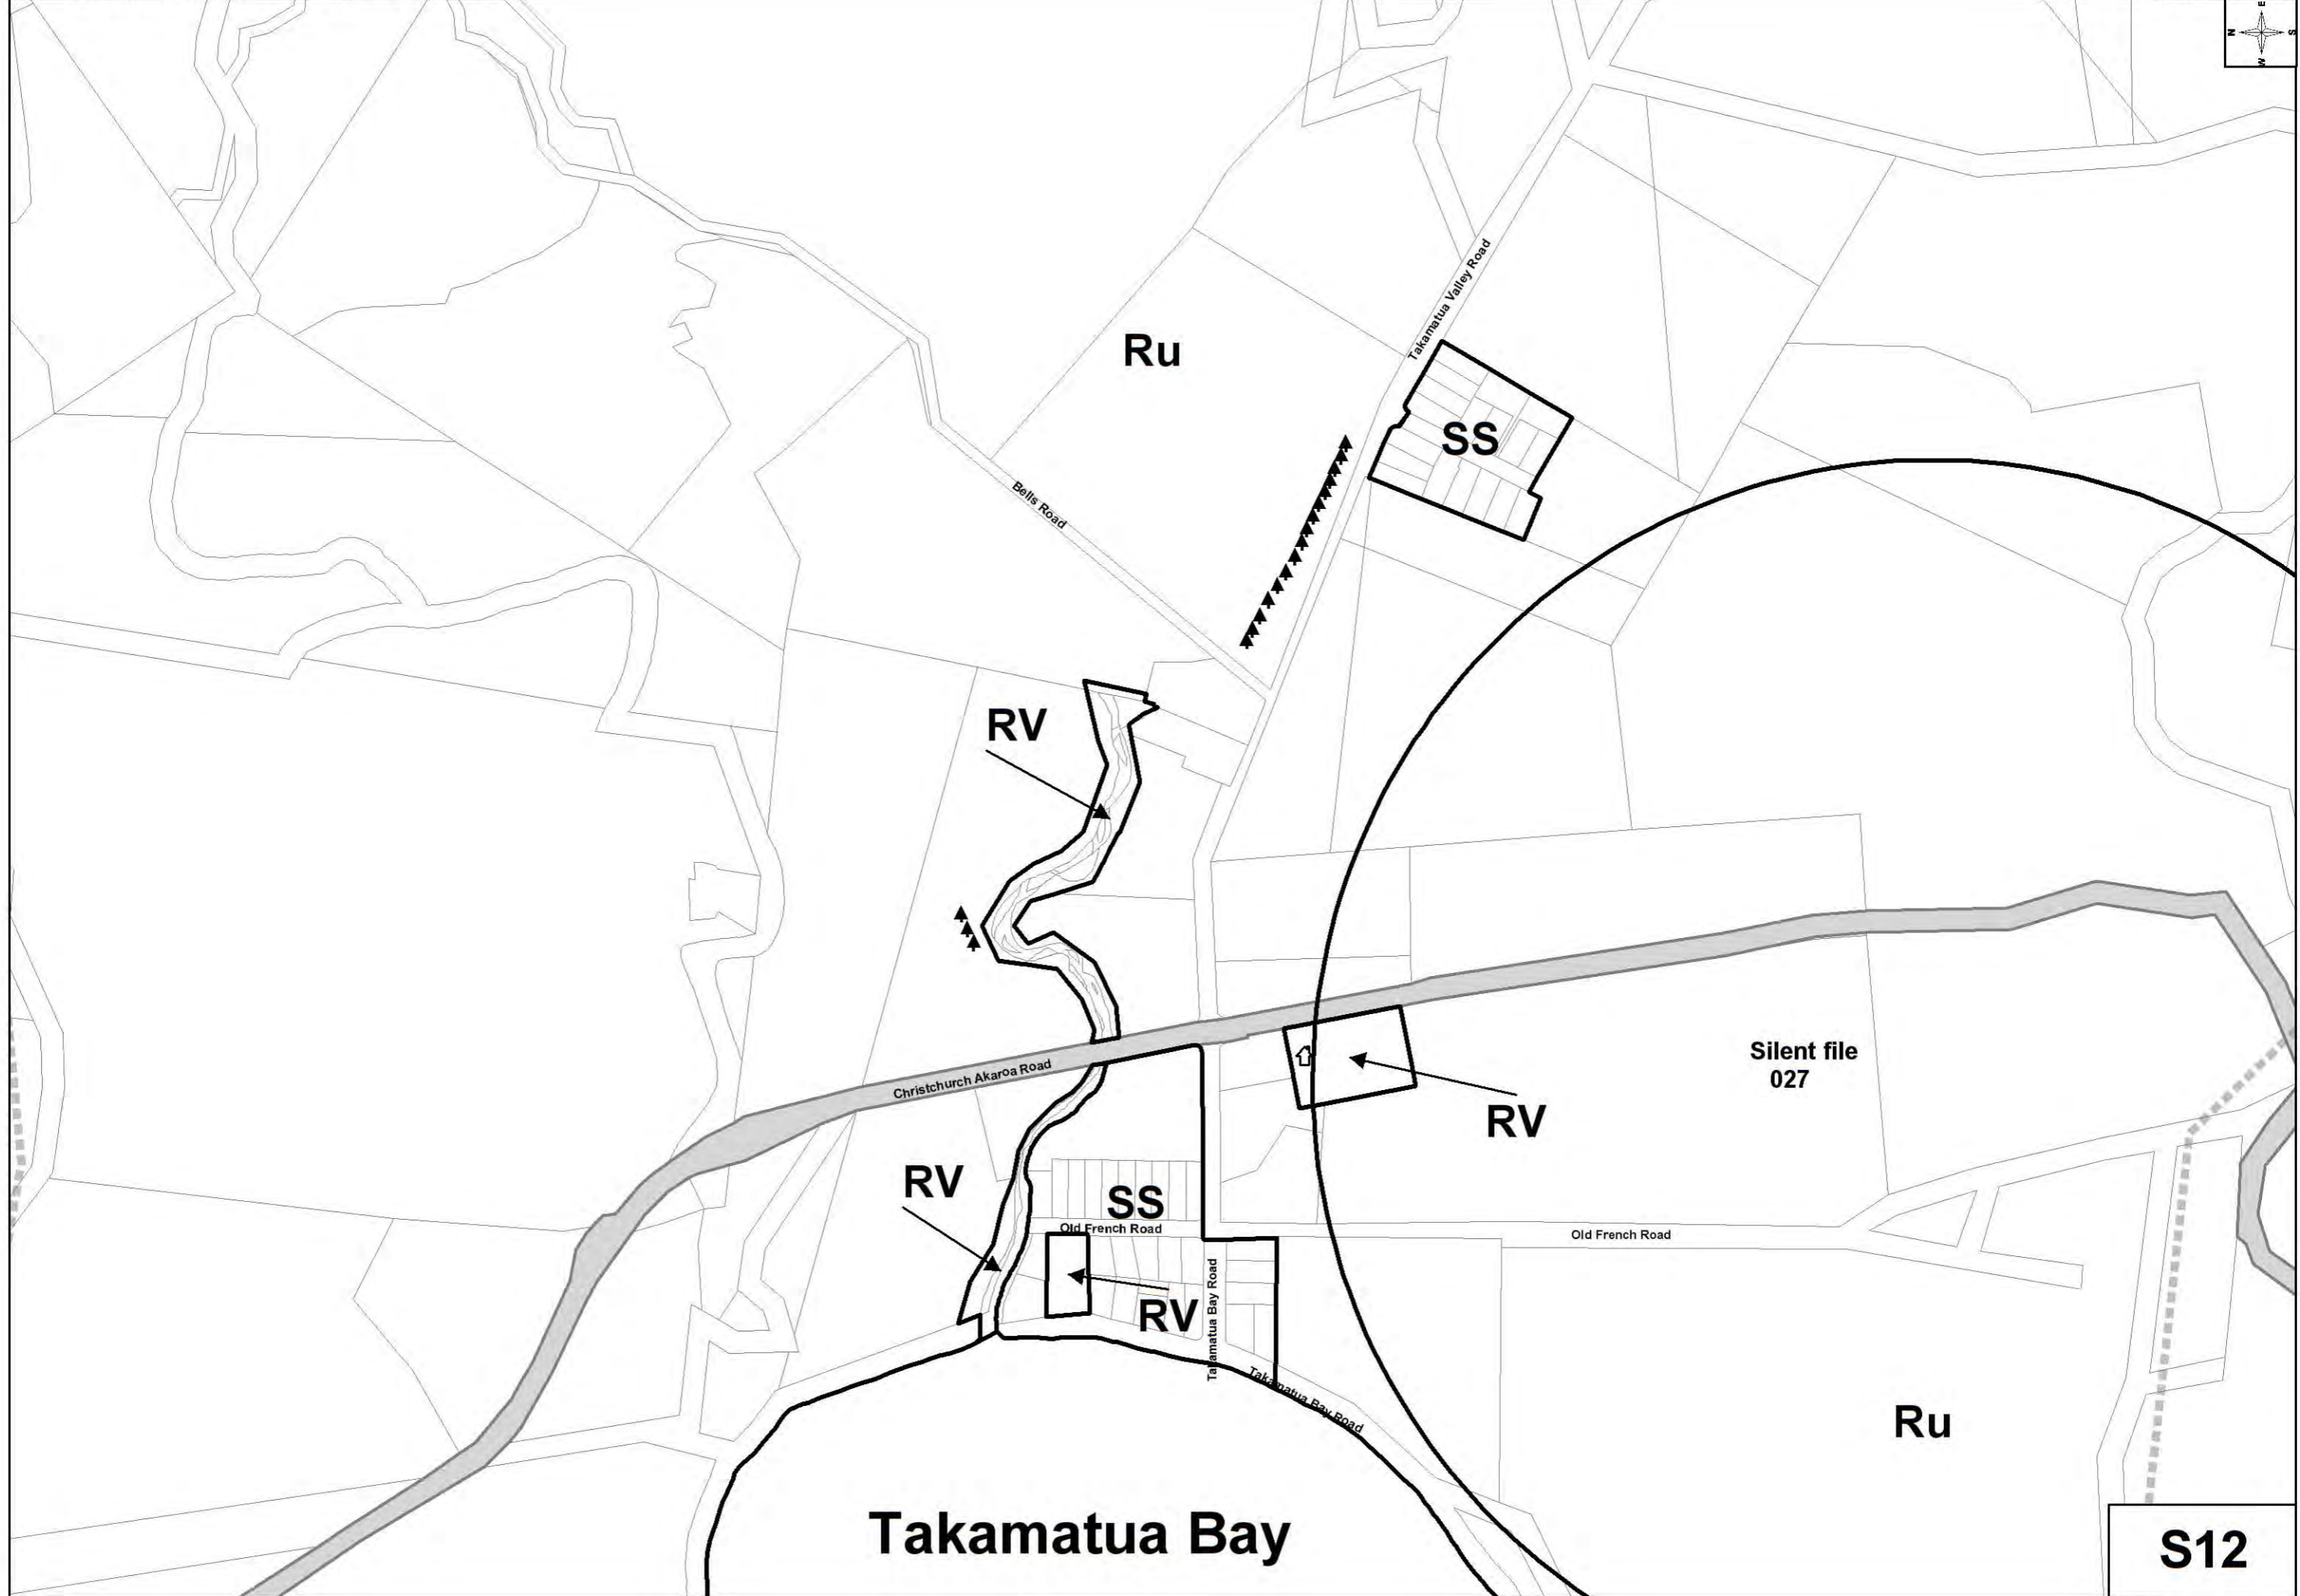 E
N
S
W
Takamatua Valley Road
Ru
SS
Bells Road
RV
Silent file
027
Christchurch Akaroa Road
RV
RV
SS
Old French Road
Old French Road
RV
Takamatua Bay Road
Takamatua Bay Road
Ru
Takamatua Bay
S12